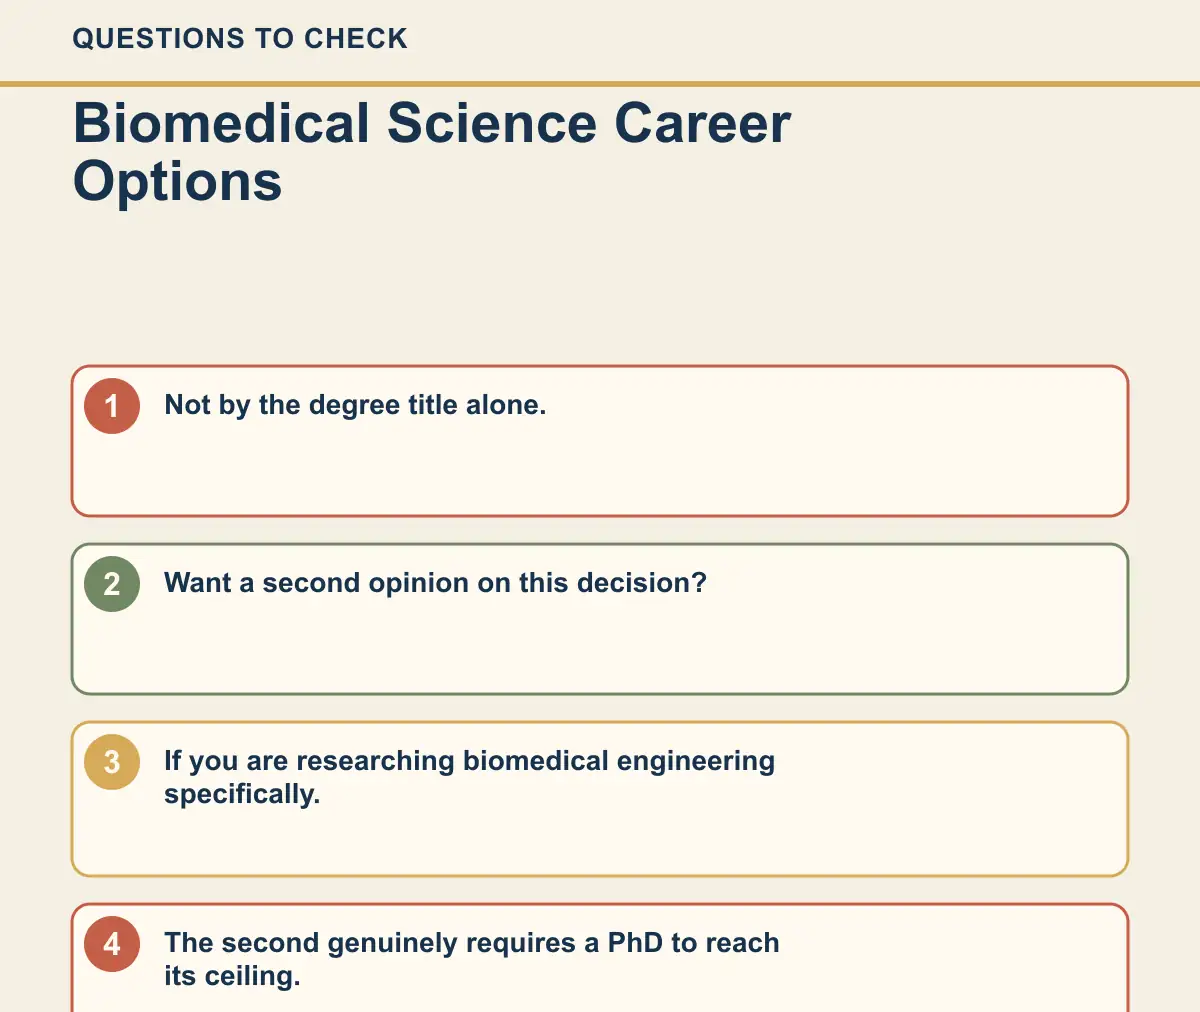 QUESTIONS TO CHECK
Biomedical Science Career
Options
1
Not by the degree title alone.
2
Want a second opinion on this decision?
3
If you are researching biomedical engineering
specifically.
4
The second genuinely requires a PhD to reach
its ceiling.